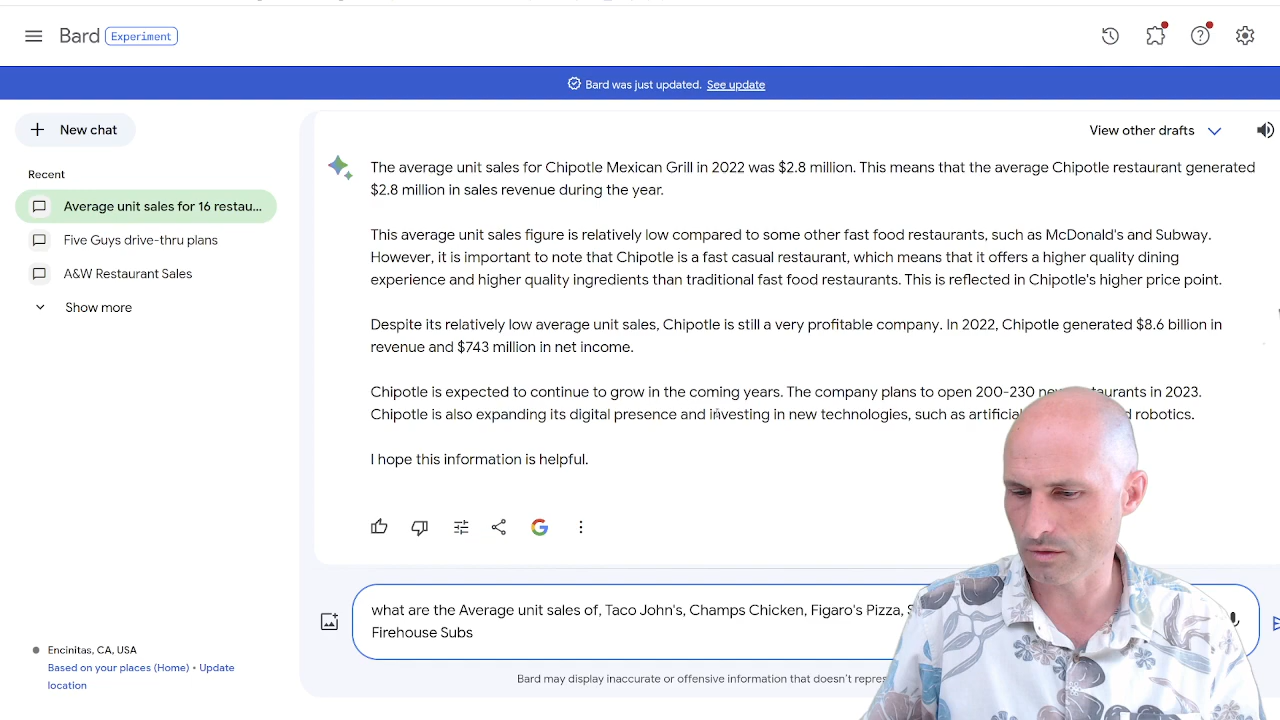 Bard Experiment
Bard was just updated. See update
New chat
View other drafts
Recent
Average unit sales for 16 restau...
Five Guys drive-thru plans
A&W Restaurant Sales
Show more
The average unit sales for Chipotle Mexican Grill in 2022 was $2.8 million. This means that the average Chipotle restaurant generated
$2.8 million in sales revenue during the year.
This average unit sales figure is relatively low compared to some other fast food restaurants, such as McDonald's and Subway.
However, it is important to note that Chipotle is a fast casual restaurant, which means that it offers a higher quality dining
experience and higher quality ingredients than traditional fast food restaurants. This is reflected in Chipotle's higher price point.
Despite its relatively low average unit sales, Chipotle is still a very profitable company. In 2022, Chipotle generated $8.6 billion in
revenue and $743 million in net income.
Chipotle is expected to continue to grow in the coming years. The company plans to open 200-230 in 2023.
Chipotle is also expanding its digital presence and investing in new technologies, such as robotics.
I hope this information is helpful.
what are the Average unit sales of, Taco John's, Champs Chicken, Figaro's Pizza,
Firehouse Subs
Bard may display inaccurate or offensive information that doesn't
Encinitas, CA, USA
Based on your places (Home) • Update
location